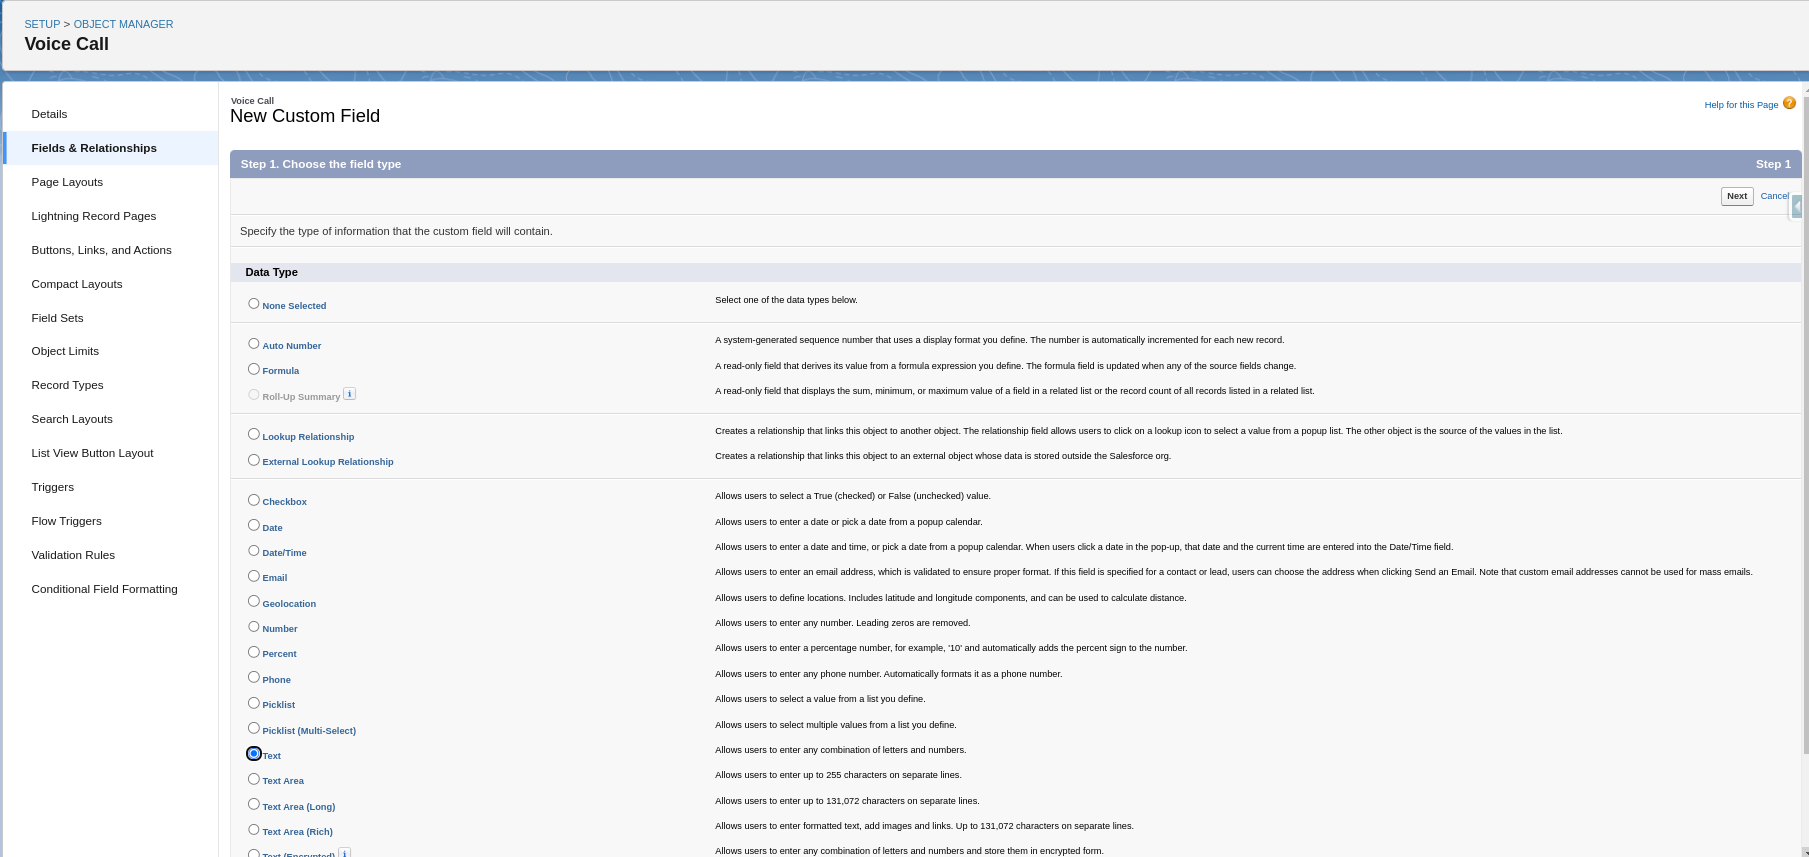 SETUP > OBJECT MANAGER
Voice Call
Details
Fields & Relationships
Page Layouts
Lightning Record Pages
Buttons, Links, and Actions
Compact Layouts
Field Sets
Object Limits
Record Types
Search Layouts
List View Button Layout
Triggers
Flow Triggers
Validation Rules
Conditional Field Formatting
Voice Call
New Custom Field
Help for this Page ?
Step 1. Choose the field type Step 1
Next Cancel
Specify the type of information that the custom field will contain.
Data Type
None Selected Select one of the data types below.
Auto Number A system-generated sequence number that uses a display format you define. The number is automatically incremented for each new record.
Formula A read-only field that derives its value from a formula expression you define. The formula field is updated when any of the source fields change.
Roll-Up Summary i A read-only field that displays the sum, minimum, or maximum value of a field in a related list or the record count of all records listed in a related list.
Lookup Relationship Creates a relationship that links this object to another object. The relationship field allows users to click on a lookup icon to select a value from a popup list. The other object is the source of the values in the list.
External Lookup Relationship Creates a relationship that links this object to an external object whose data is stored outside the Salesforce org.
Checkbox Allows users to select a True (checked) or False (unchecked) value.
Date Allows users to enter a date or pick a date from a popup calendar.
Date/Time Allows users to enter a date and time, or pick a date from a popup calendar. When users click a date in the pop-up, that date and the current time are entered into the Date/Time field.
Email Allows users to enter an email address, which is validated to ensure proper format. If this field is specified for a contact or lead, users can choose the address when clicking Send an Email. Note that custom email addresses cannot be used for mass emails.
Geolocation Allows users to define locations. Includes latitude and longitude components, and can be used to calculate distance.
Number Allows users to enter any number. Leading zeros are removed.
Percent Allows users to enter a percentage number, for example, '10' and automatically adds the percent sign to the number.
Phone Allows users to enter any phone number. Automatically formats it as a phone number.
Picklist Allows users to select a value from a list you define.
Picklist (Multi-Select) Allows users to select multiple values from a list you define.
Text Allows users to enter any combination of letters and numbers.
Text Area Allows users to enter up to 255 characters on separate lines.
Text Area (Long) Allows users to enter up to 131,072 characters on separate lines.
Text Area (Rich) Allows users to enter formatted text, add images and links. Up to 131,072 characters on separate lines.
Text (Encrypted) i Allows users to enter any combination of letters and numbers and store them in encrypted form.